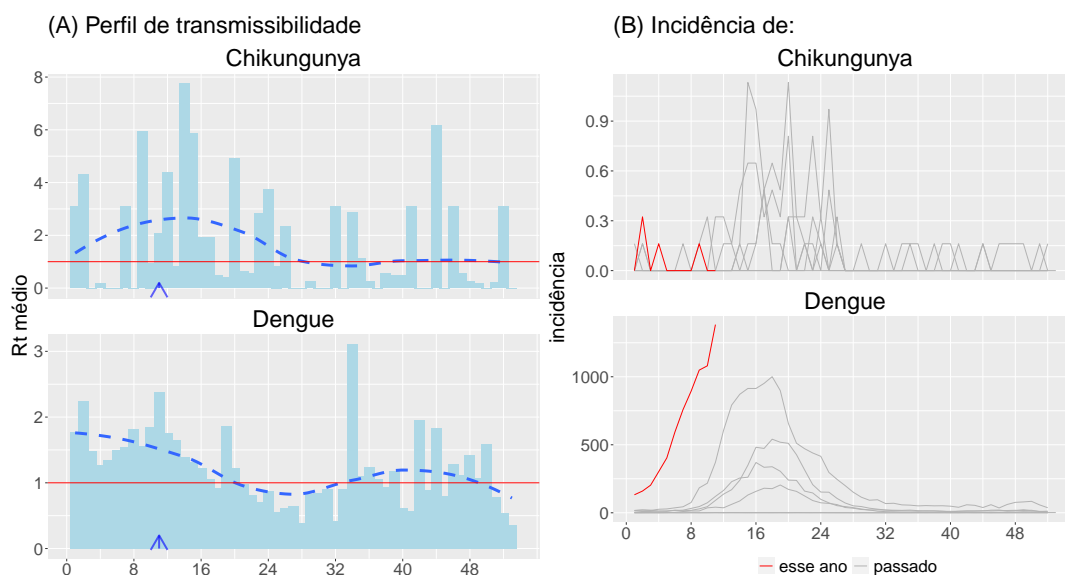 (A) Perfil de transmissibilidade
Chikungunya
8
6
4
2
0
Rt médio
Dengue
3
2
1
0
0 8 16 24 32 40 48
(B) Incidência de:
Chikungunya
0.9
0.6
0.3
0.0
incidência
Dengue
1000
500
0
0 8 16 24 32 40 48
esse ano passado